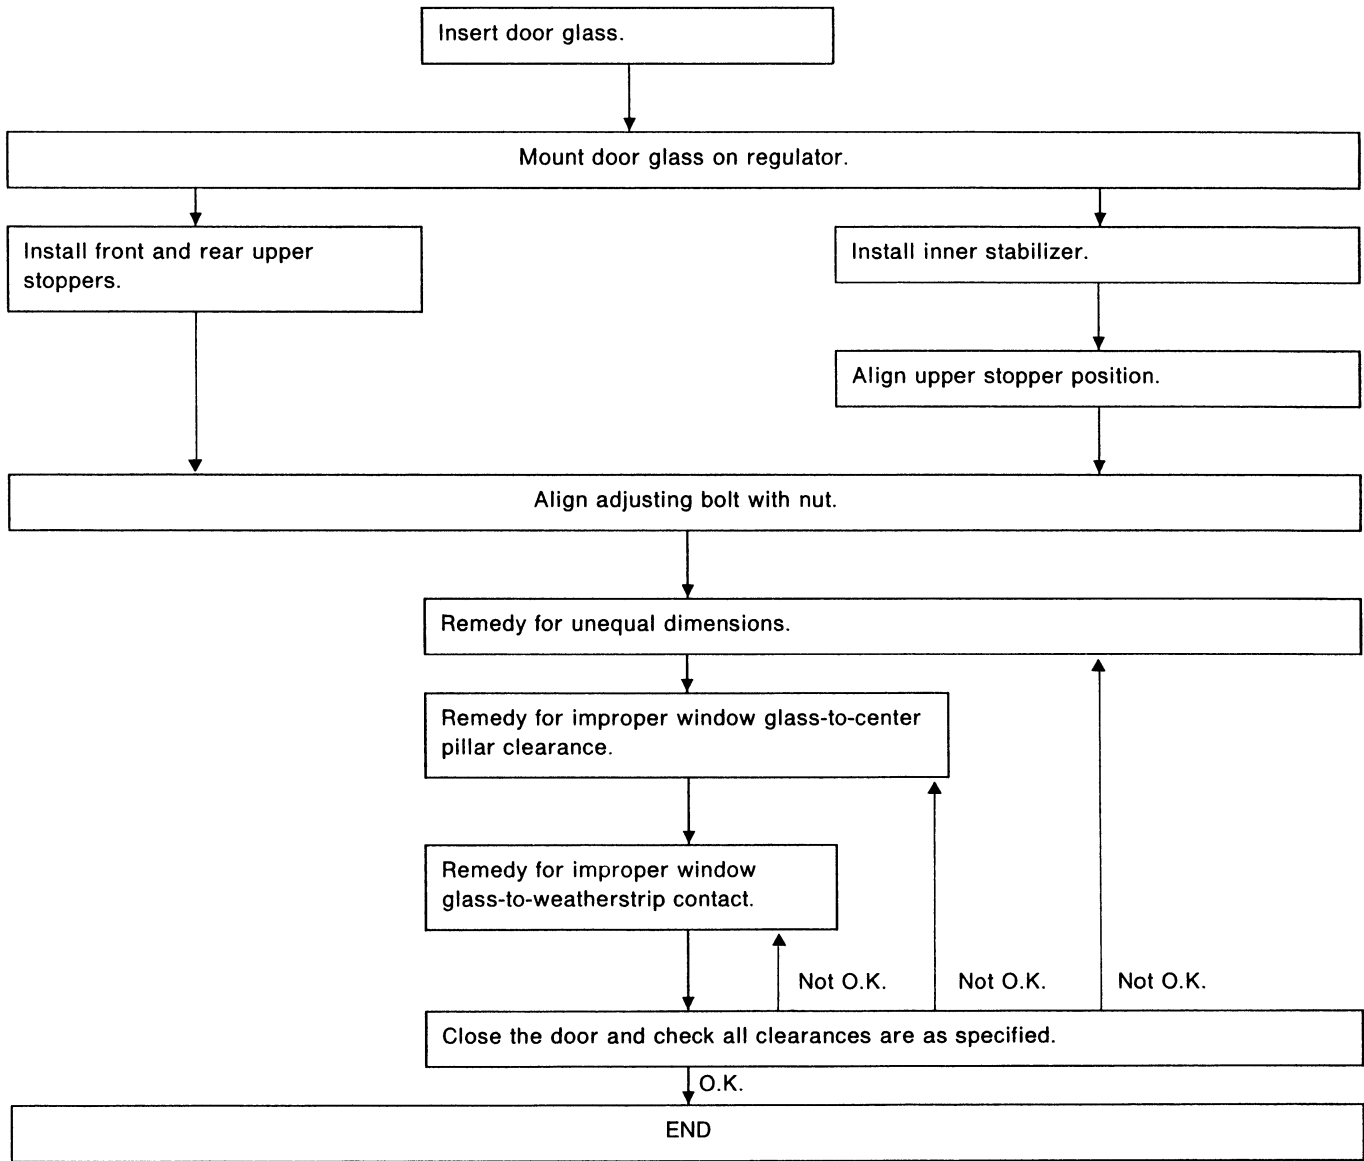 Insert door glass.
Mount door glass on regulator.
Install front and rear upper
stoppers.
Install inner stabilizer.
Align upper stopper position.
Align adjusting bolt with nut.
Remedy for unequal dimensions.
Remedy for improper window glass-to-center
pillar clearance.
Remedy for improper window
glass-to-weatherstrip contact.
Not O.K.
Not O.K.
Not O.K.
Close the door and check all clearances are as specified.
O.K.
END